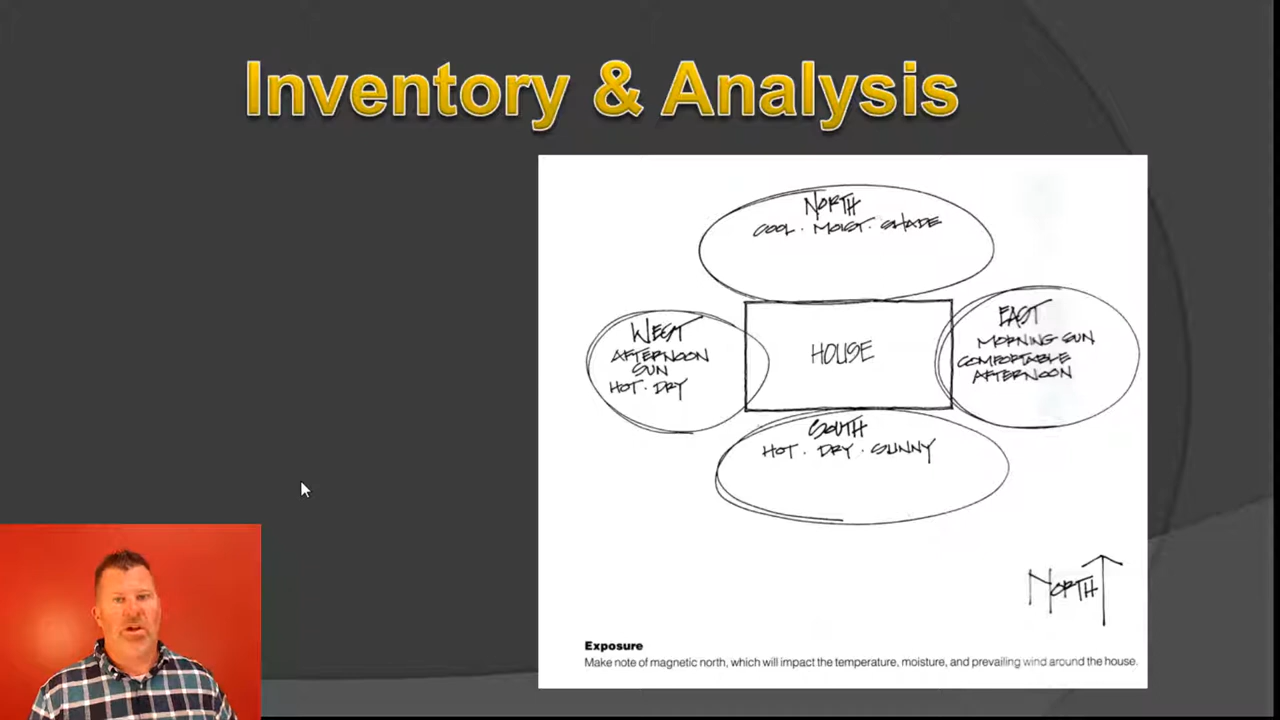 Inventory & Analysis
NORTH
COOL · MOIST · SHADE
WEST
AFTERNOON
SUN
HOT · DRY
HOUSE
EAST
MORNING SUN
COMFORTABLE
AFTERNOON
SOUTH
HOT · DRY · SUNNY
NORTH
Exposure
Make note of magnetic north, which will impact the temperature, moisture, and prevailing wind around the house.